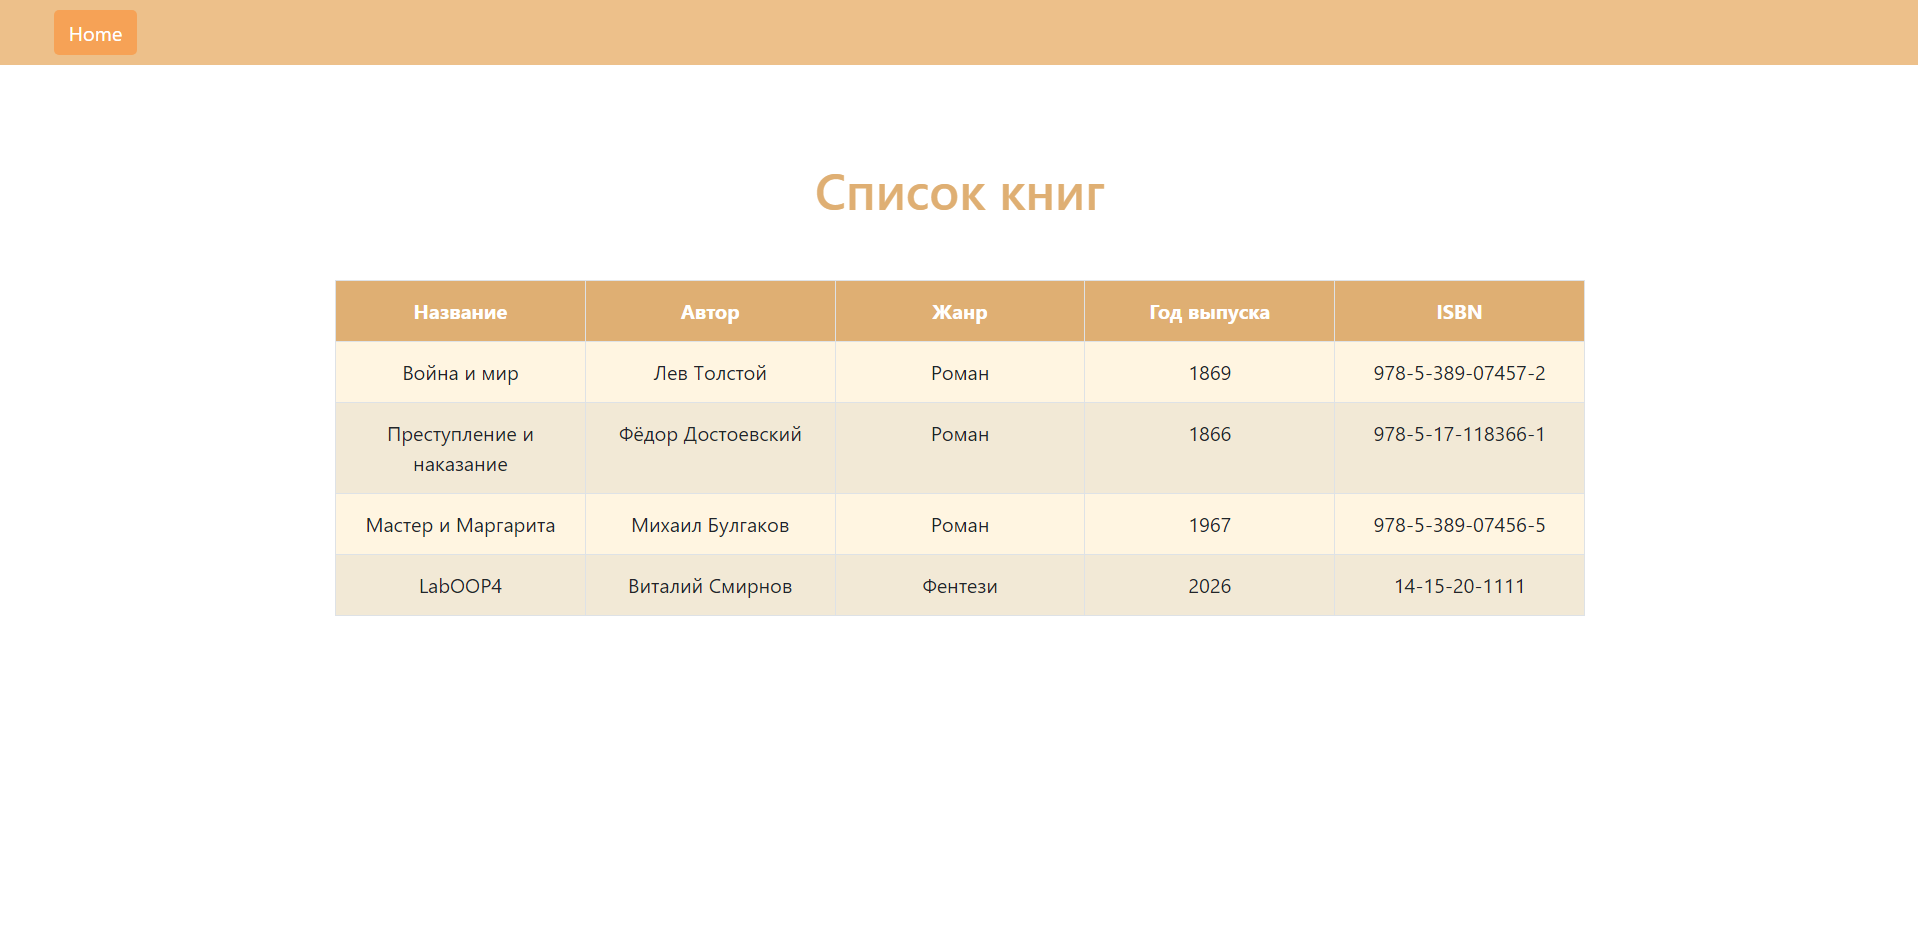 Home
Список книг
Название Автор Жанр Год выпуска ISBN
Война и мир Лев Толстой Роман 1869 978-5-389-07457-2
Преступление и Фёдор Достоевский Роман 1866 978-5-17-118366-1
наказание
Мастер и Маргарита Михаил Булгаков Роман 1967 978-5-389-07456-5
LabOOP4 Виталий Смирнов Фентези 2026 14-15-20-1111